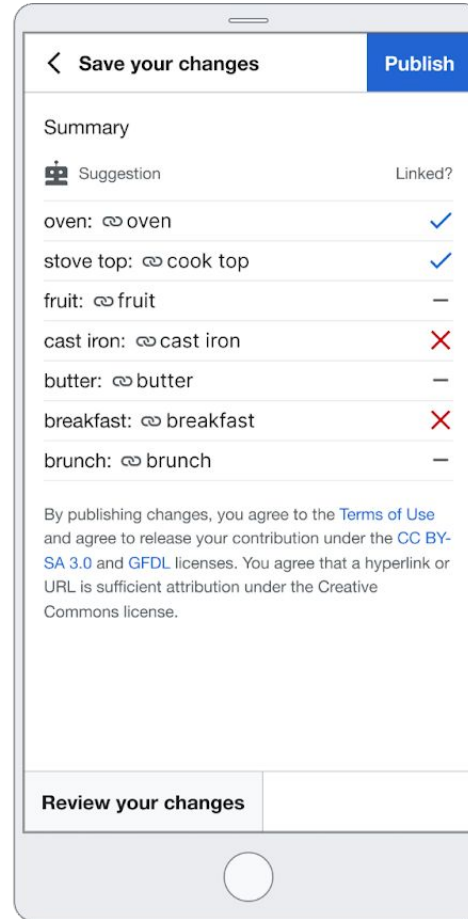 Save your changes Publish
Summary
Suggestion Linked?
oven: oven
stove top: cook top
fruit: fruit
cast iron: cast iron
butter: butter
breakfast: breakfast
brunch: brunch
By publishing changes, you agree to the Terms of Use
and agree to release your contribution under the CC BY-
SA 3.0 and GFDL licenses. You agree that a hyperlink or
URL is sufficient attribution under the Creative
Commons license.
Review your changes